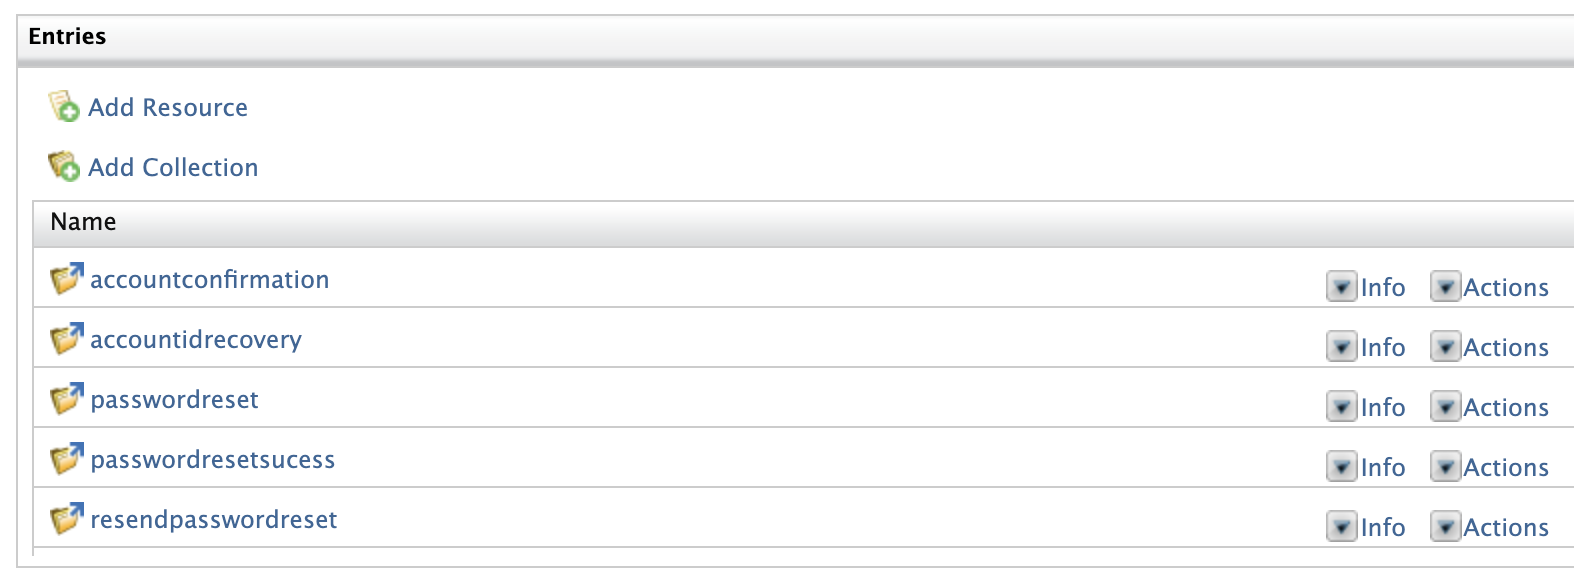 Entries
Add Resource
Add Collection
Name
accountconfirmation Info Actions
accountidrecovery Info Actions
passwordreset Info Actions
passwordresetsucess Info Actions
resendpasswordreset Info Actions